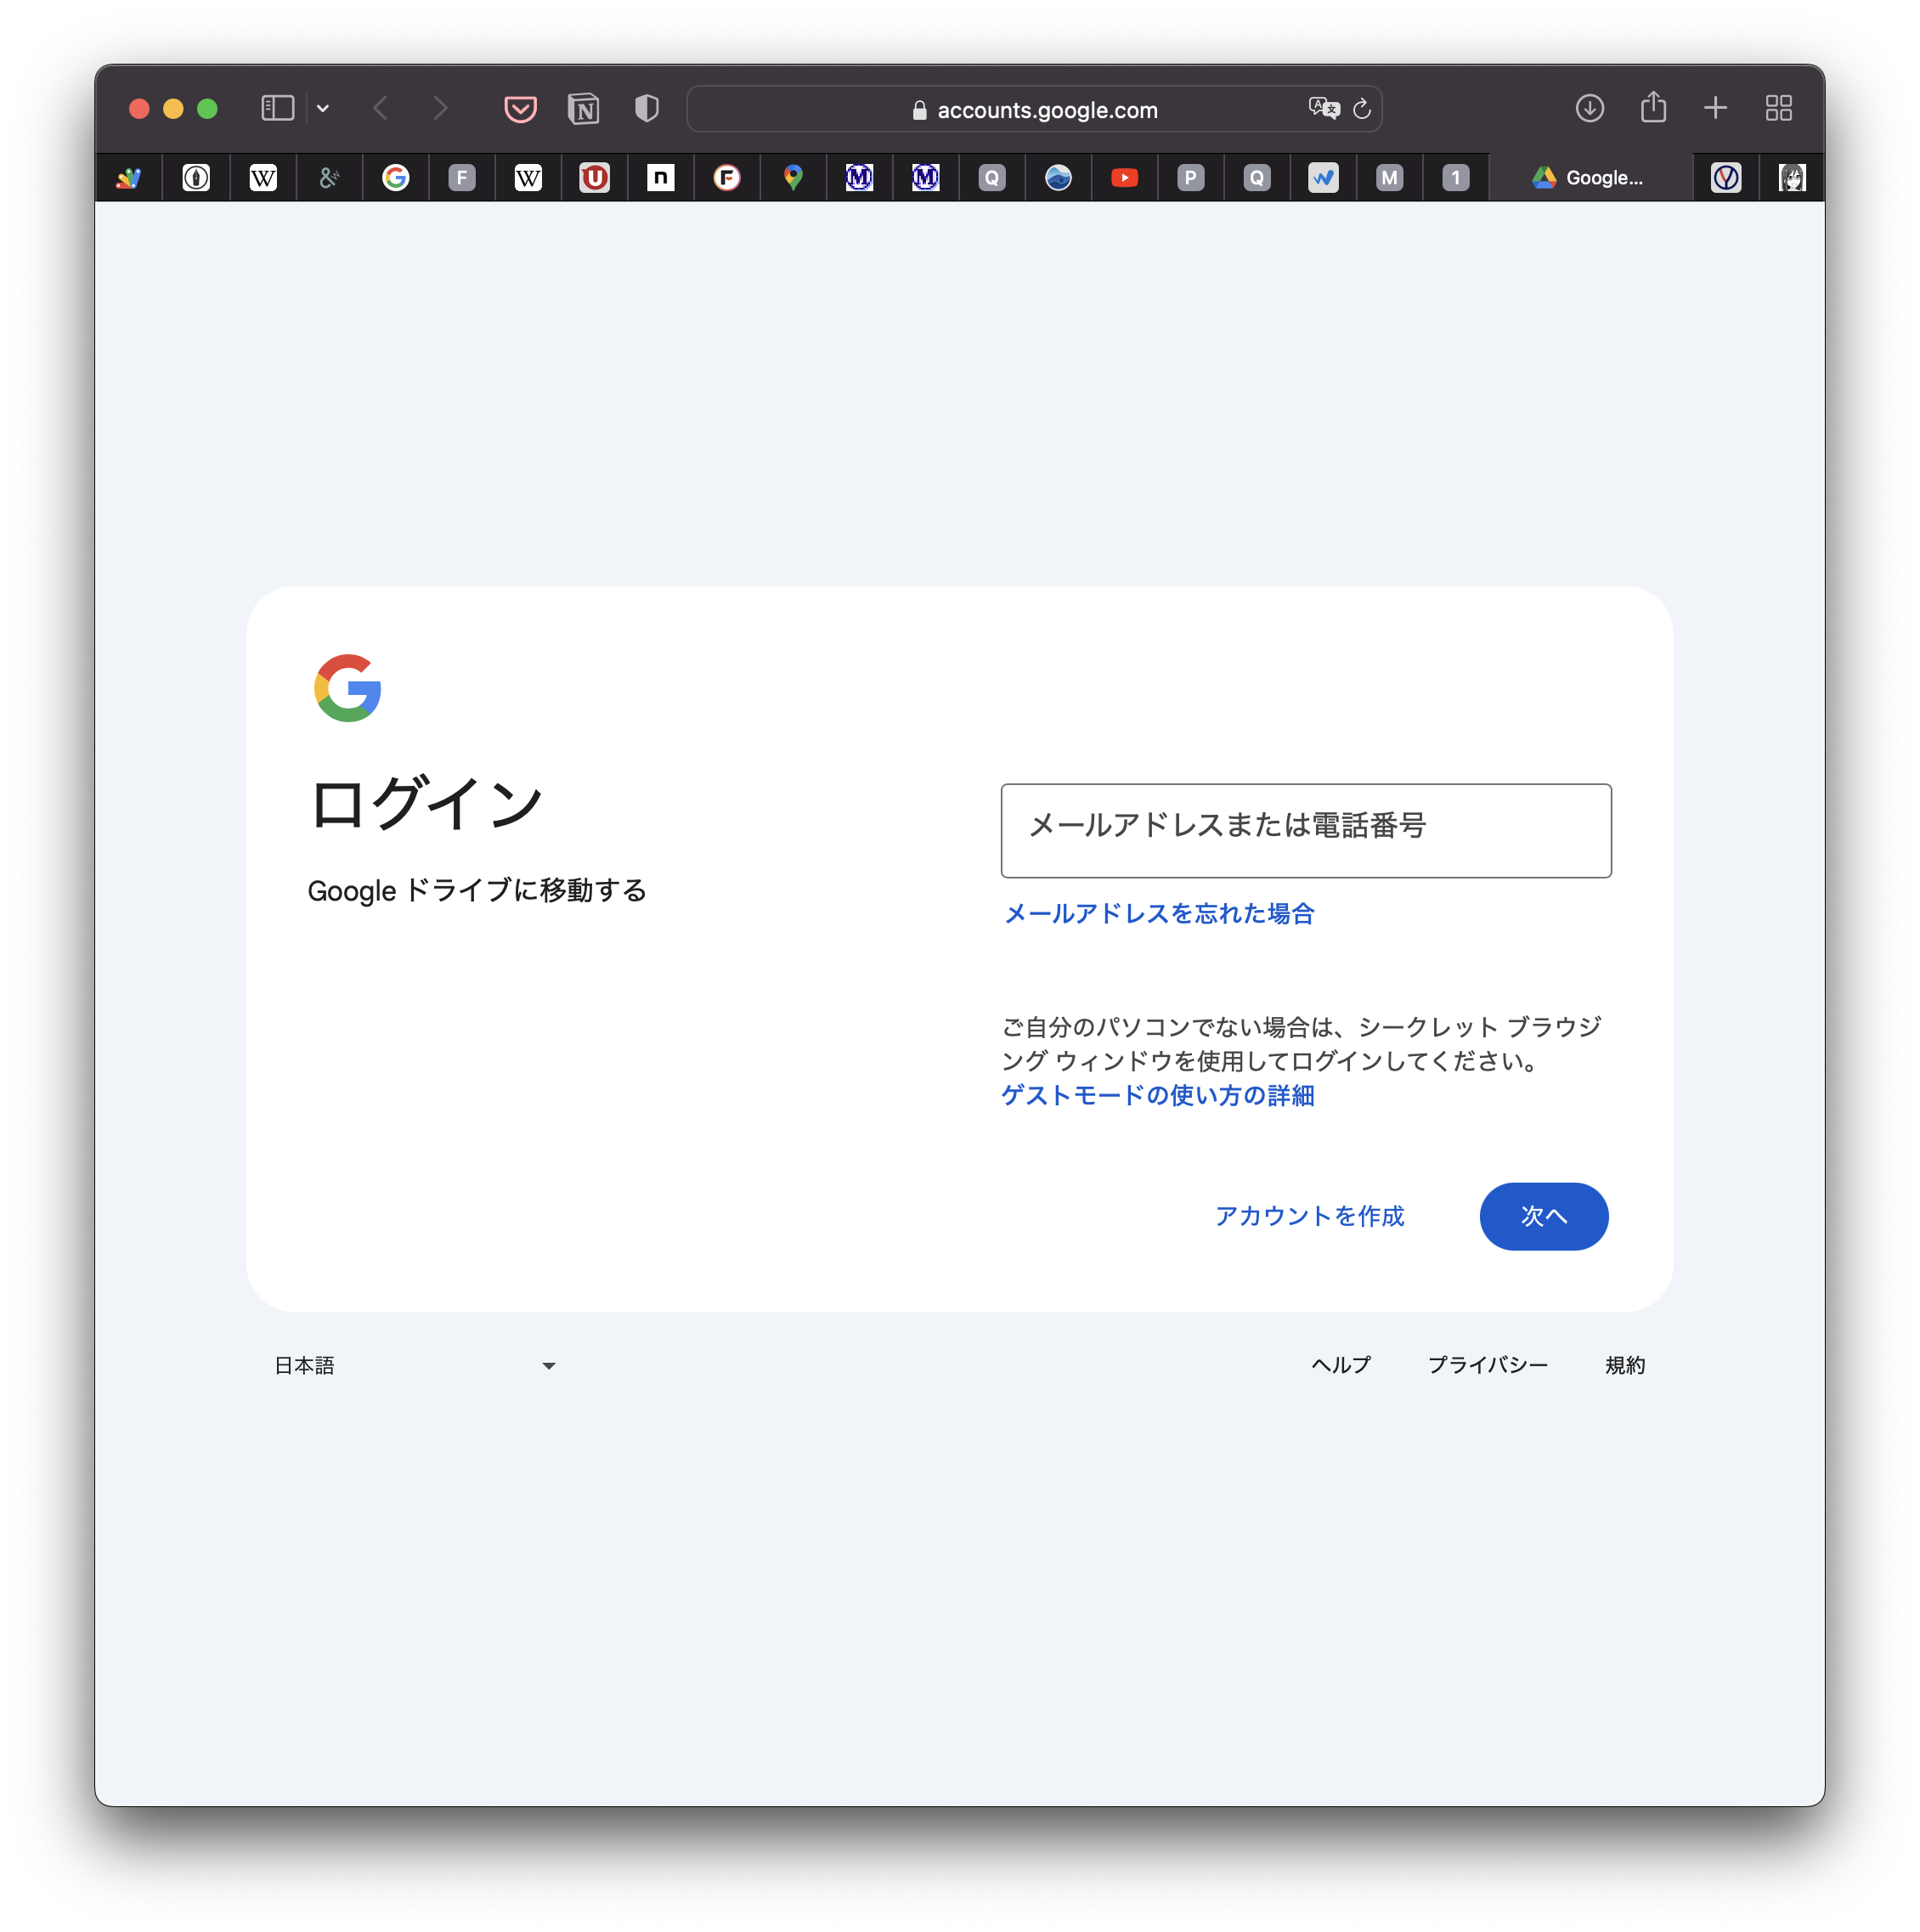 accounts.google.com
W
&
F
W
U
n
F
M
M
Q
P
Q
M
1
Google...
ログイン
Google ドライブに移動する
メールアドレスまたは電話番号
メールアドレスを忘れた場合
ご自分のパソコンでない場合は、シークレット ブラウジ
ング ウィンドウを使用してログインしてください。
ゲストモードの使い方の詳細
アカウントを作成
次へ
日本語
ヘルプ
プライバシー
規約